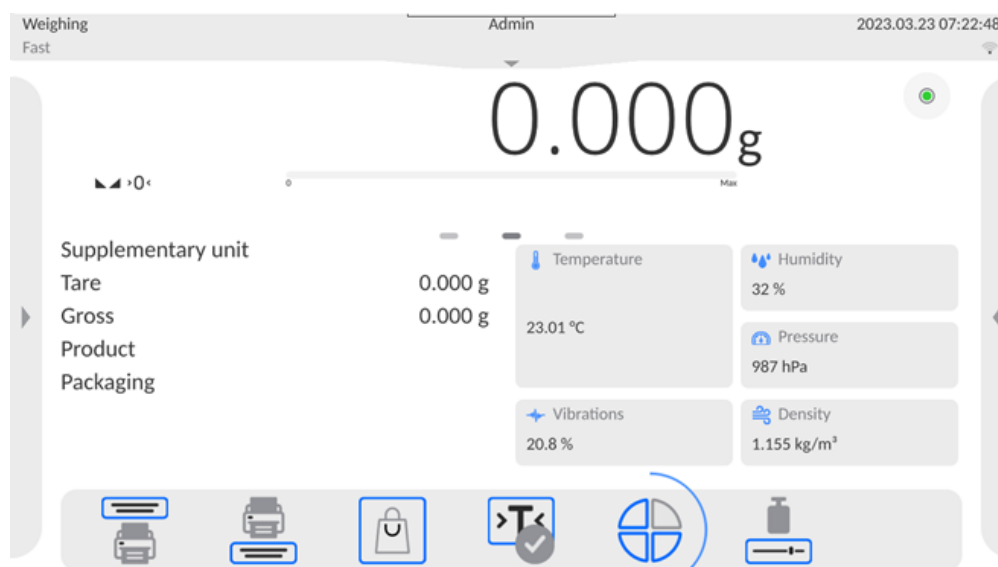 Weighing Admin 2023.03.23 07:22:48
Fast
0.000 g
›0‹
0 Max
Supplementary unit
Tare 0.000 g
Gross 0.000 g
Product
Packaging
Temperature
23.01 °C
Humidity
32 %
Pressure
987 hPa
Vibrations
20.8 %
Density
1.155 kg/m³
>T<